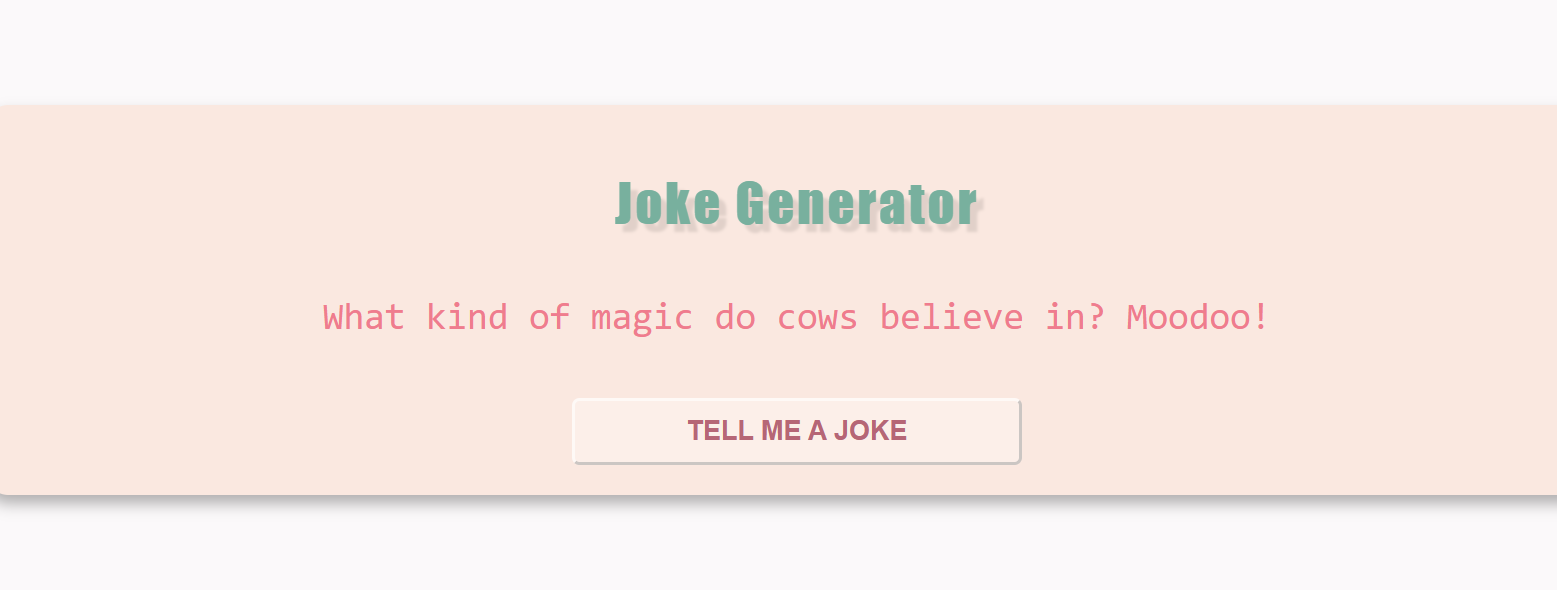 Joke Generator
What kind of magic do cows believe in? Moodoo!
TELL ME A JOKE